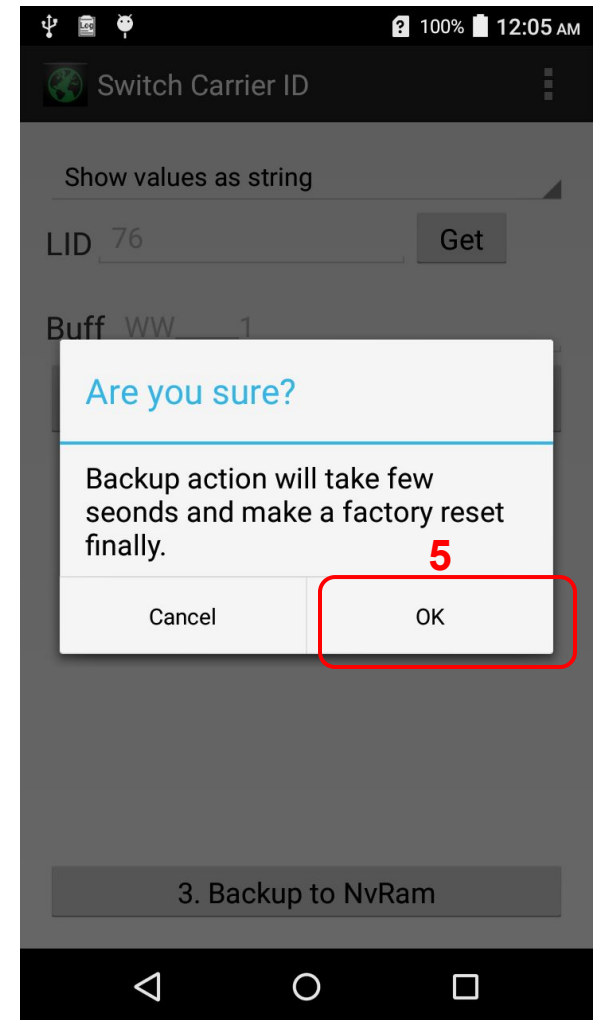 Log ? 100% 12:05 AM
Switch Carrier ID
Show values as string
LID 76 Get
Buff WW____1
Are you sure?
Backup action will take few
seonds and make a factory reset
finally.
5
Cancel OK
3. Backup to NvRam